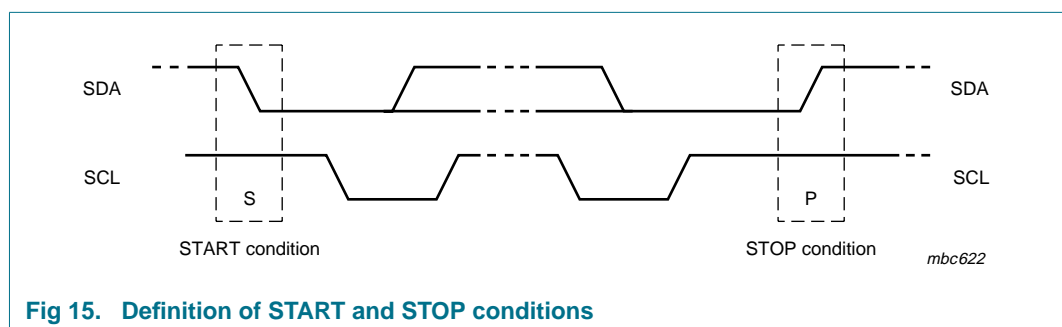 SDA
SDA
SCL
SCL
S
P
START condition
STOP condition
mbc622
Fig 15. Definition of START and STOP conditions